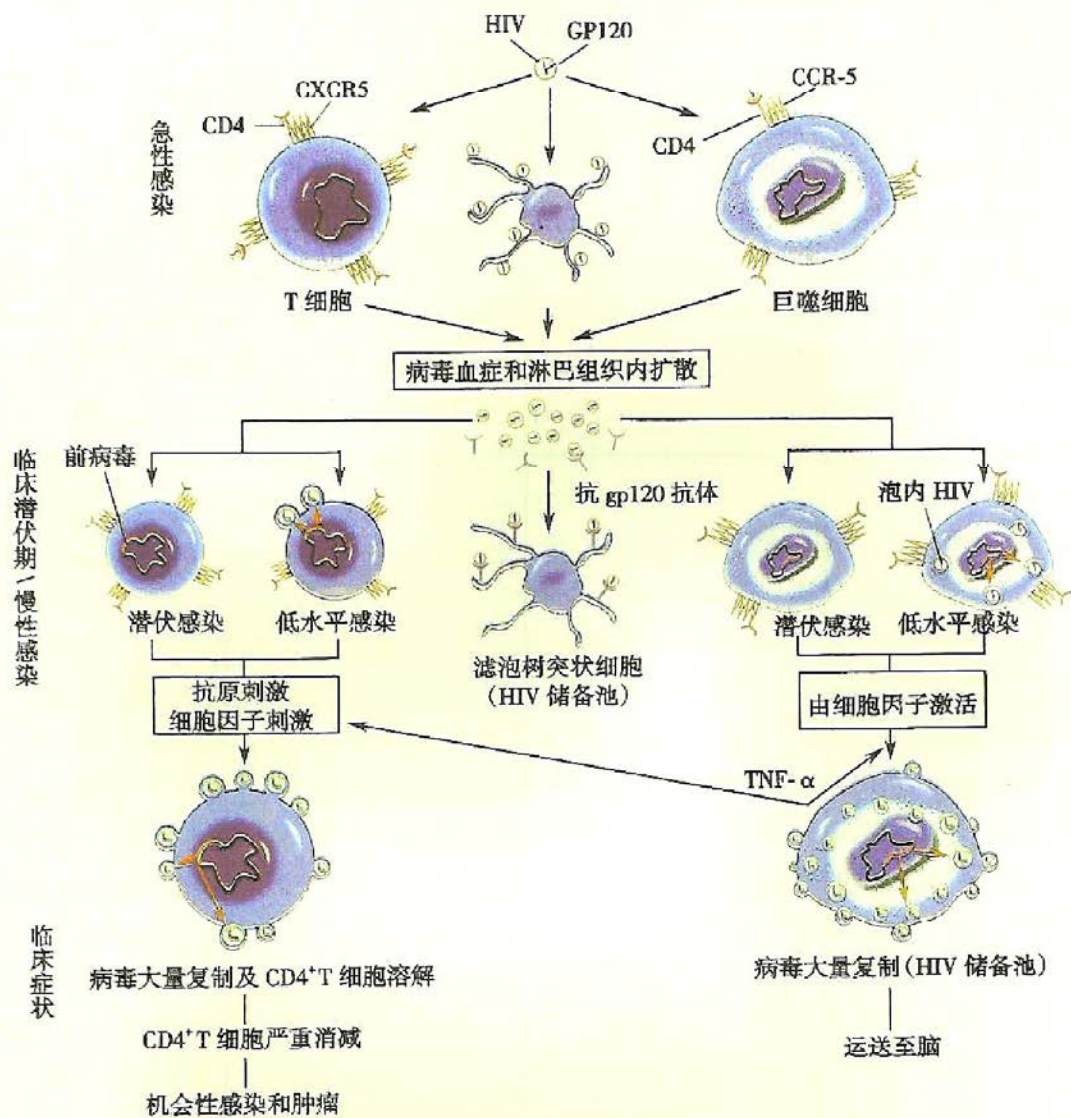 HIV
GP120
CXCR5
CD4
CCR-5
CD4
急性感染
T 细胞
巨噬细胞
病毒血症和淋巴组织内扩散
临床潜伏期\慢性感染
前病毒
抗 gp120 抗体
泡内 HIV
潜伏感染
低水平感染
潜伏感染
低水平感染
滤泡树突状细胞
(HIV 储备池)
抗原刺激
细胞因子刺激
由细胞因子激活
TNF-α
临床症状
病毒大量复制及 CD4⁺T 细胞溶解
病毒大量复制(HIV 储备池)
CD4⁺T 细胞严重消减
运送至脑
机会性感染和肿瘤